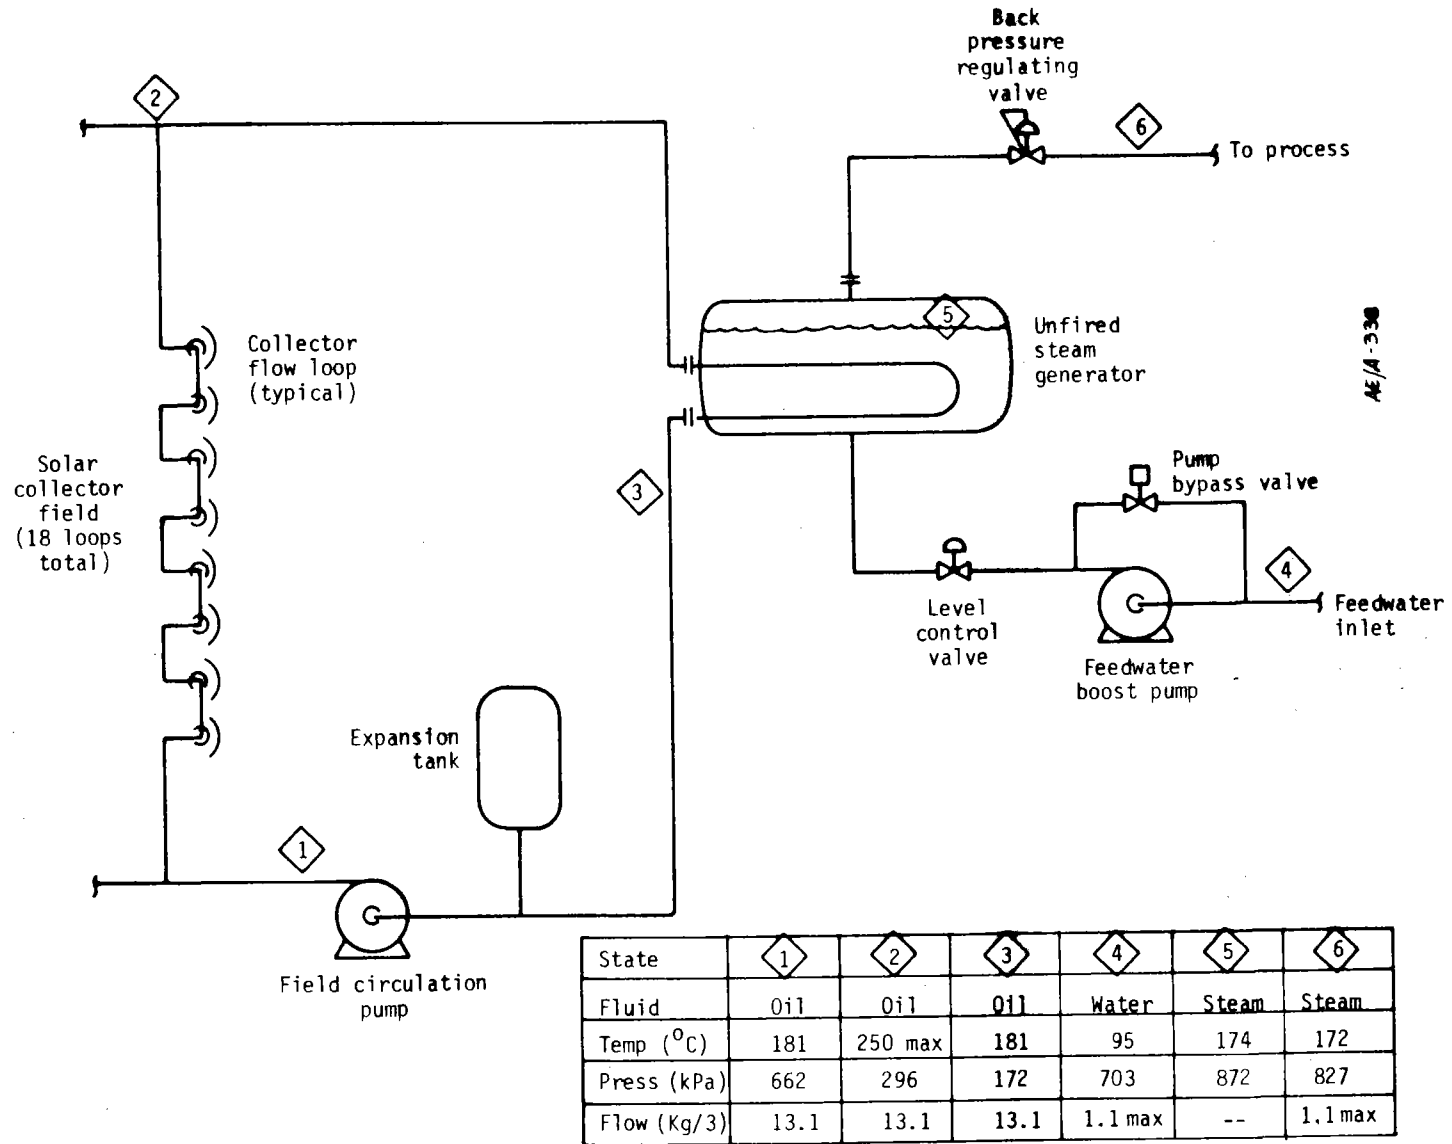 Back
pressure
regulating
valve
2
6
To process
5
Unfired
steam
generator
Collector
flow loop
(typical)
Solar
collector
field
(18 loops
total)
3
Pump
bypass valve
4
Feedwater
inlet
Level
control
valve
Feedwater
boost pump
Expansion
tank
1
Field circulation
pump
AE/A-338
State 1 2 3 4 5 6
Fluid Oil Oil Oil Water Steam Steam
Temp (°C) 181 250 max 181 95 174 172
Press (kPa) 662 296 172 703 872 827
Flow (Kg/3) 13.1 13.1 13.1 1.1 max -- 1.1 max